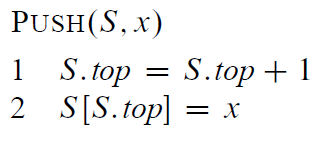 PUSH(S, x)
1 S.top = S.top + 1
2 S[S.top] = x